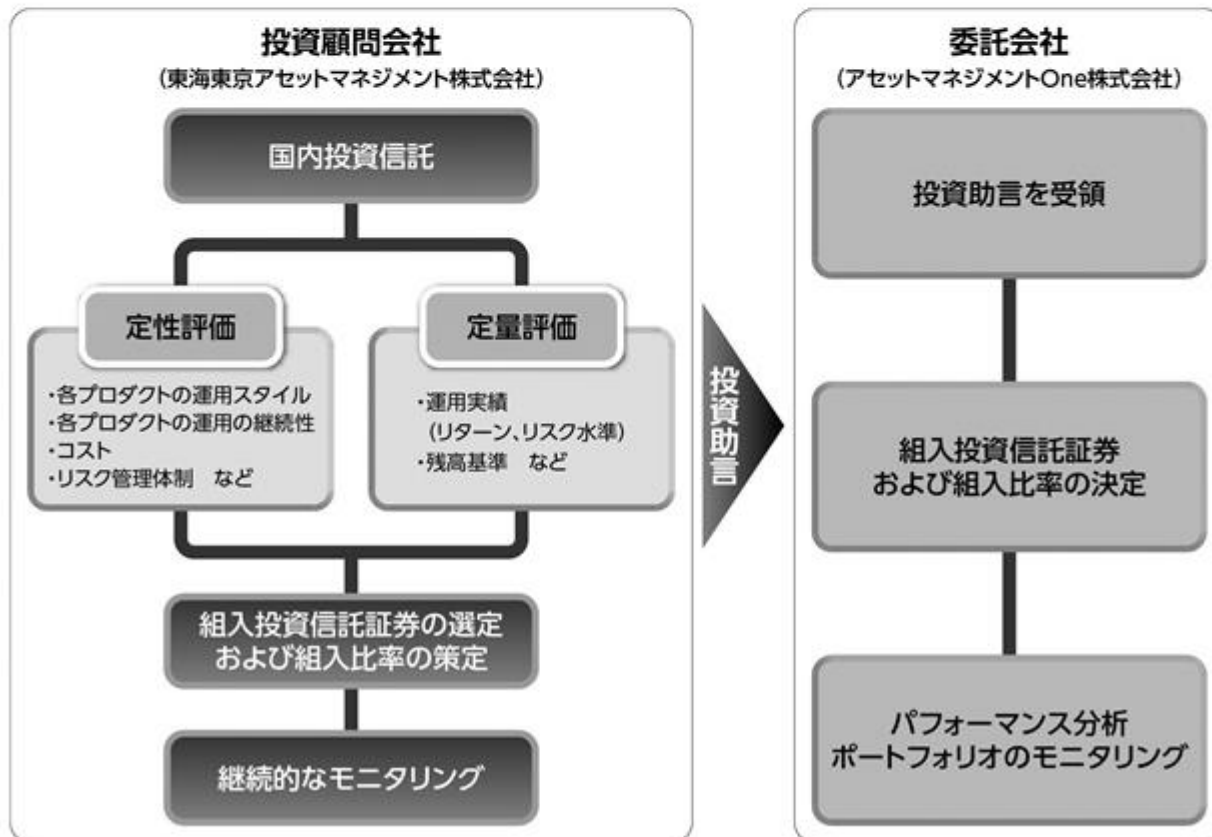 投資顧問会社
(東海東京アセットマネジメント株式会社)
国内投資信託
定性評価
・各プロダクトの運用スタイル
・各プロダクトの運用の継続性
・コスト
・リスク管理体制　など
定量評価
・運用実績
(リターン、リスク水準)
・残高基準　など
組入投資信託証券の選定
および組入比率の策定
継続的なモニタリング
投資助言
委託会社
(アセットマネジメントOne株式会社)
投資助言を受領
組入投資信託証券
および組入比率の決定
パフォーマンス分析
ポートフォリオのモニタリング